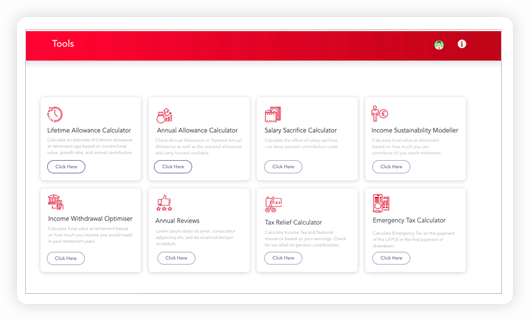 Tools
Lifetime Allowance Calculator
Calculate an estimate of lifetime allowance
at retirement age based on current fund
value, growth rate, and annual contribution
Click Here
Annual Allowance Calculator
Check Annual Allowance or Tapered Annual
Allowance as well as the unused allowance
and carry forward available
Click Here
Salary Sacrifice Calculator
Calculate the effect of salary sacrifice
- to lower pension contribution costs
Click Here
Income Sustainability Modeller
Calculate fund value at retirement
based on how much you can
contribute till you reach retirement
Click Here
Income Withdrawal Optimiser
Calculate fund value at retirement based
on how much you income you would need
in your retirement years
Click Here
Annual Reviews
Lorem ipsum dolor sit amet, consectetur
adipiscing elit, sed do eiusmod tempor
incididunt
Click Here
Tax Relief Calculator
Calculate Income Tax and National
Insurance based on your earnings. Check
for tax relief on pension contributions
Click Here
Emergency Tax Calculator
Calculate Emergency Tax on the payment
of the UFPLS or the first payment of
drawdown
Click Here